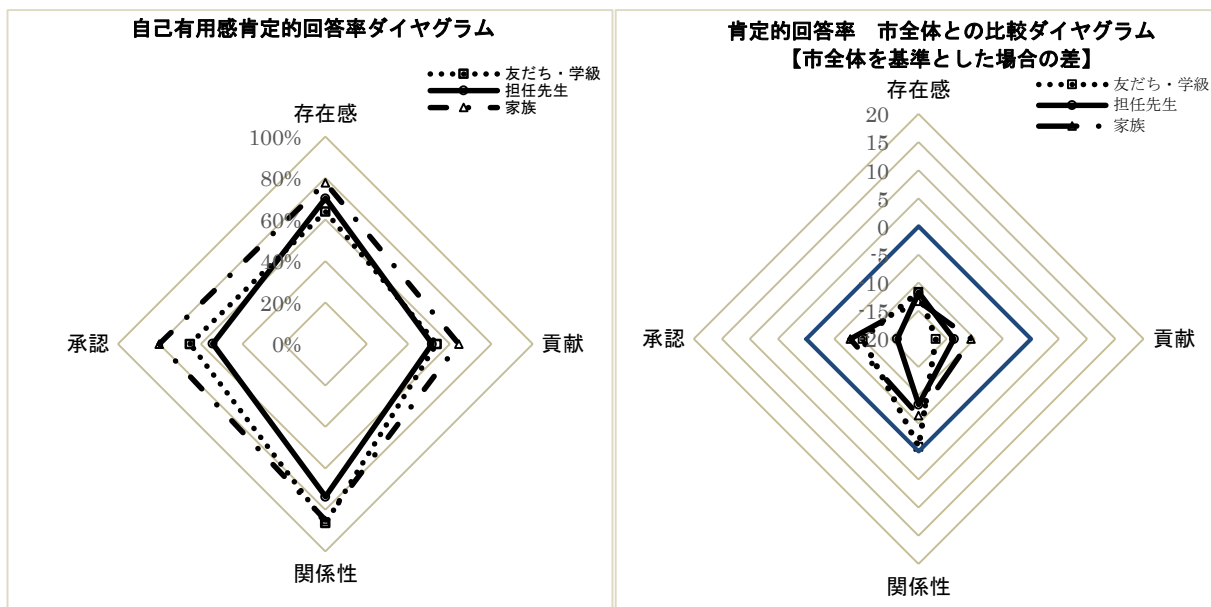 自己有用感肯定的回答率ダイヤグラム
友だち・学級
担任先生
家族
存在感
100%
80%
60%
40%
20%
0%
承認
貢献
関係性
肯定的回答率 市全体との比較ダイヤグラム
【市全体を基準とした場合の差】
友だち・学級
担任先生
家族
存在感
20
15
10
5
0
-5
10
-15
20
承認
貢献
関係性